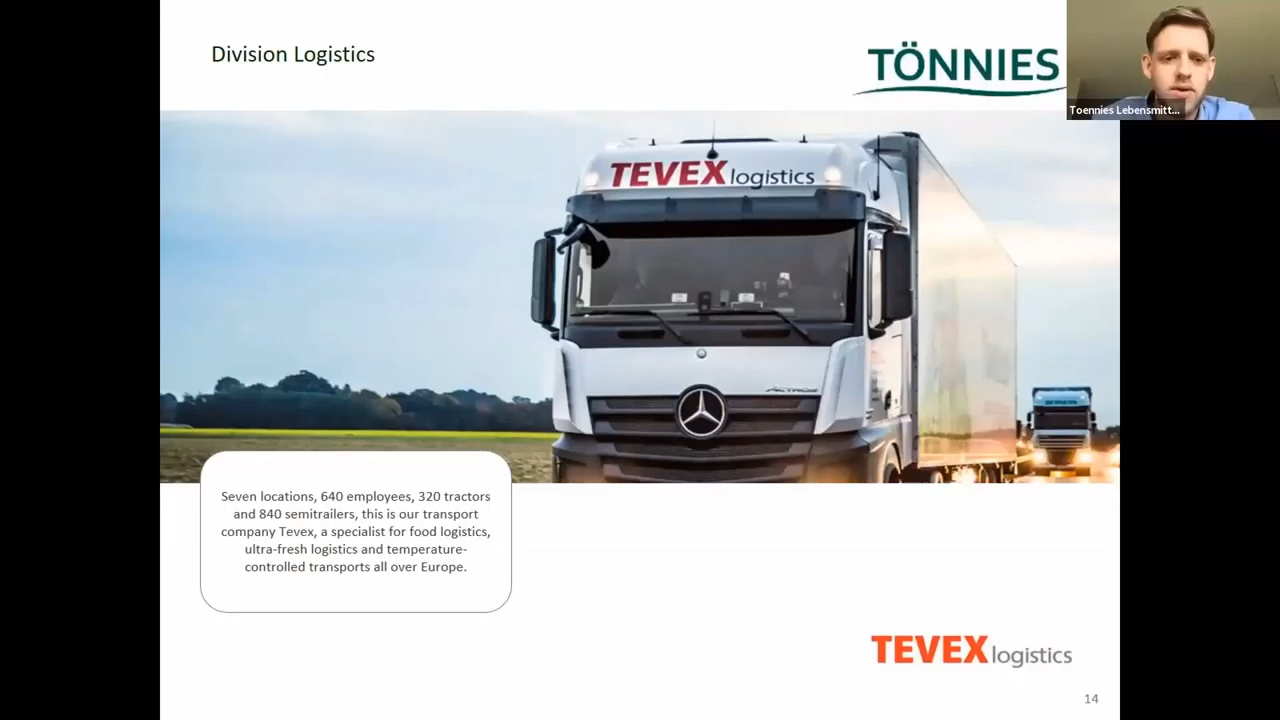 Division Logistics
TÖNNIES
Toennies Lebensmitt...
TEVEX logistics
ACTROS
Seven locations, 640 employees, 320 tractors
and 840 semitrailers, this is our transport
company Tevex, a specialist for food logistics,
ultra-fresh logistics and temperature-
controlled transports all over Europe.
TEVEX logistics
14